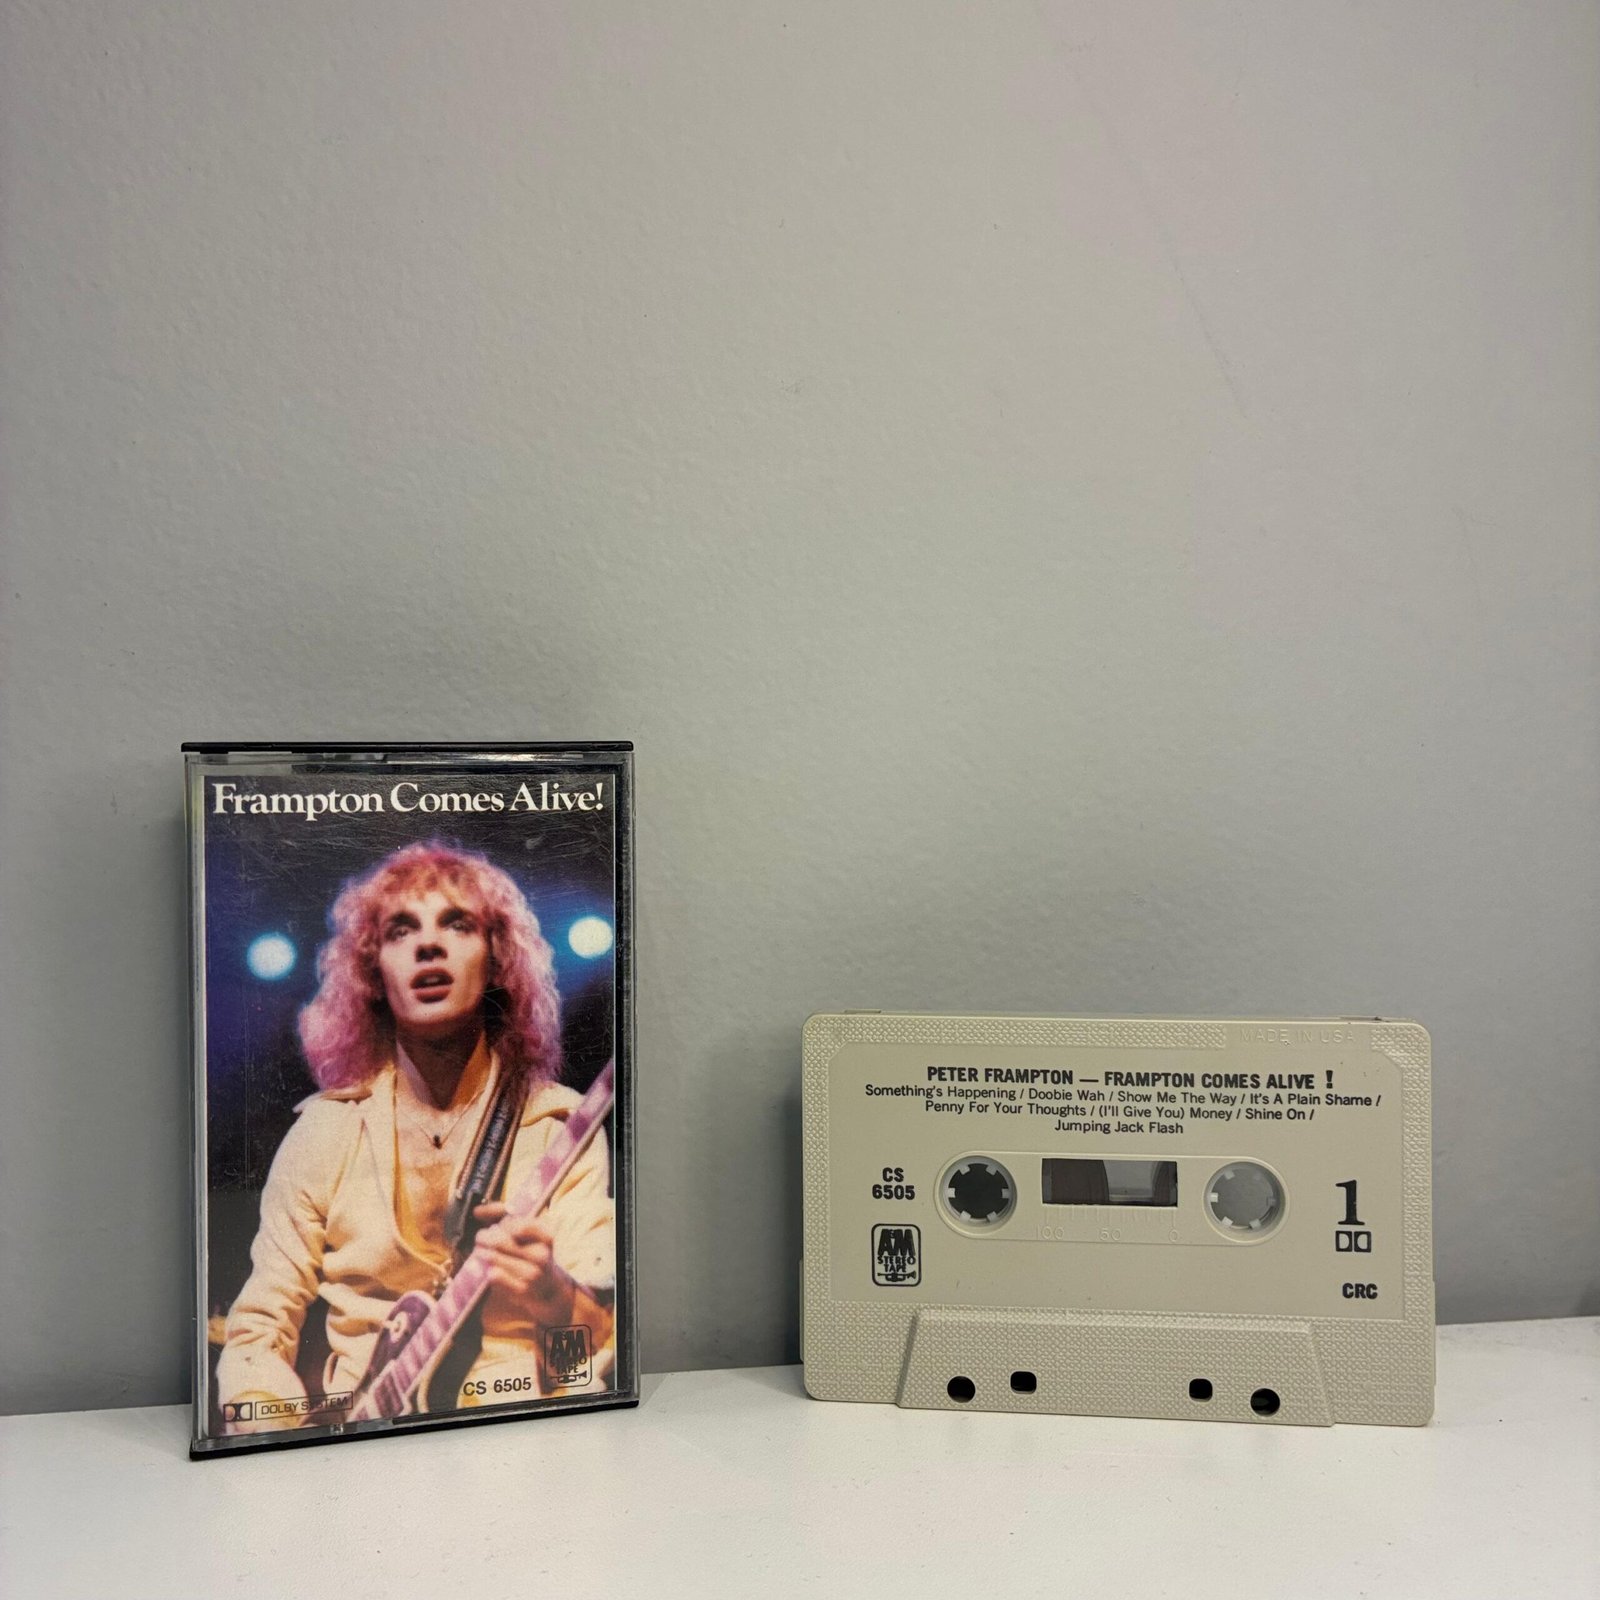 Frampton Comes Alive!
A&M
STEREO
TAPE
CS 6505
DOLBY SYSTEM
MADE IN USA
PETER FRAMPTON — FRAMPTON COMES ALIVE !
Something's Happening / Doobie Wah / Show Me The Way / It's A Plain Shame /
Penny For Your Thoughts / (I'll Give You) Money / Shine On /
Jumping Jack Flash
CS
6505
1
A&M
STEREO
TAPE
100 50 0
CRC